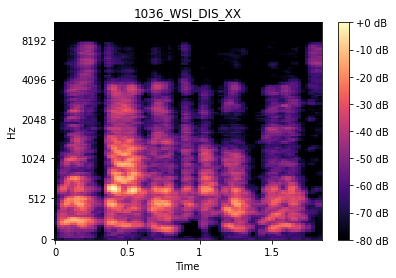 1036_WSI_DIS_XX
8192
4096
2048
1024
512
0
Hz
0
0.5
1
1.5
Time
+0 dB
-10 dB
-20 dB
-30 dB
-40 dB
-50 dB
-60 dB
-70 dB
-80 dB